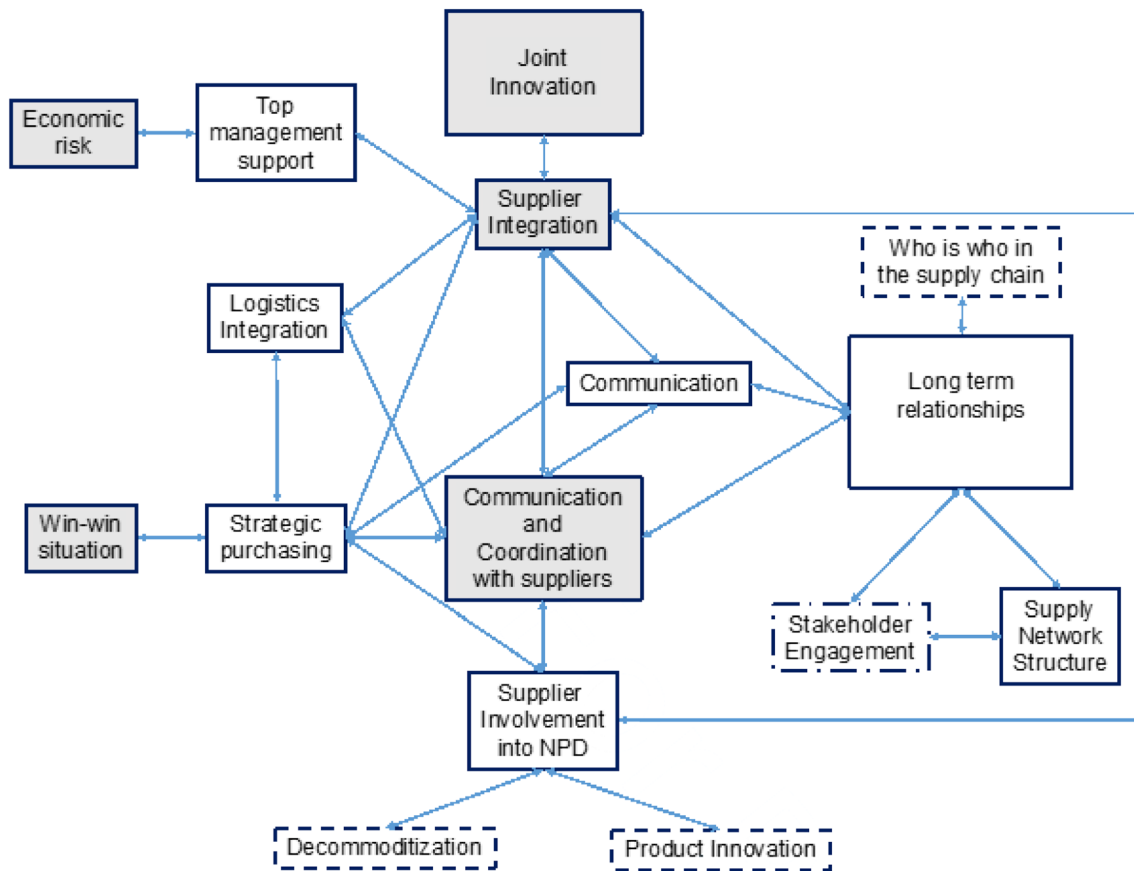 Joint
Innovation
Economic
risk
Top
management
support
Supplier
Integration
Who is who in
the supply chain
Logistics
Integration
Communication
Long term
relationships
Win-win
situation
Strategic
purchasing
Communication
and
Coordination
with suppliers
Stakeholder
Engagement
Supply
Network
Structure
Supplier
Involvement
into NPD
Decommoditization
Product Innovation